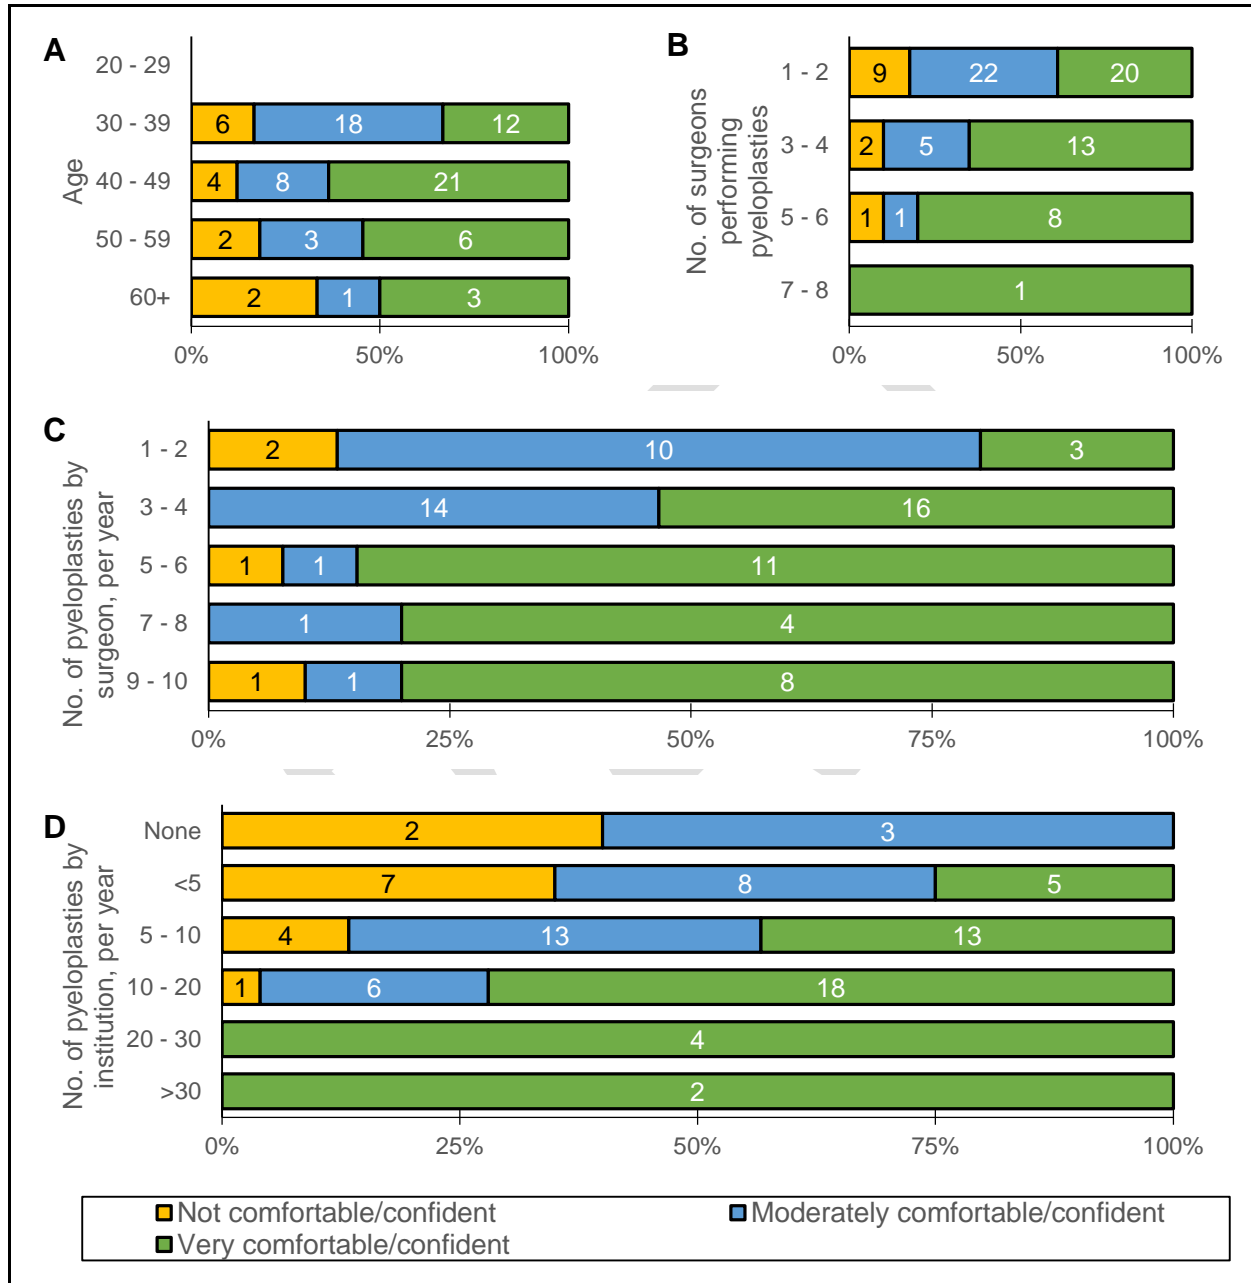 A
Age
20 - 29
30 - 39
6 18 12
40 - 49
4 8 21
50 - 59
2 3 6
60+
2 1 3
0% 50% 100%
B
No. of surgeons
performing
pyeloplasties
1 - 2
9 22 20
3 - 4
2 5 13
5 - 6
1 1 8
7 - 8
1
0% 50% 100%
C
No. of pyeloplasties by
surgeon, per year
1 - 2
2 10 3
3 - 4
14 16
5 - 6
1 1 11
7 - 8
1 4
9 - 10
1 1 8
0% 25% 50% 75% 100%
D
No. of pyeloplasties by
institution, per year
None
2 3
<5
7 8 5
5 - 10
4 13 13
10 - 20
1 6 18
20 - 30
4
>30
2
0% 25% 50% 75% 100%
Not comfortable/confident
Moderately comfortable/confident
Very comfortable/confident